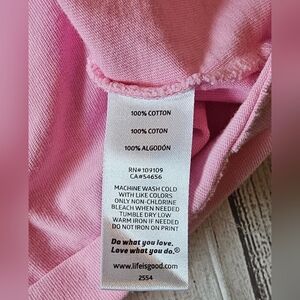 100% COTTON
100% COTON
100% ALGODÓN
RN#109109
CA#54656
MACHINE WASH COLD
WITH LIKE COLORS
ONLY NON-CHLORINE
BLEACH WHEN NEEDED
TUMBLE DRY LOW
WARM IRON IF NEEDED
DO NOT IRON ON PRINT
Do what you love.
Love what you do.®
www.lifeisgood.com
2554